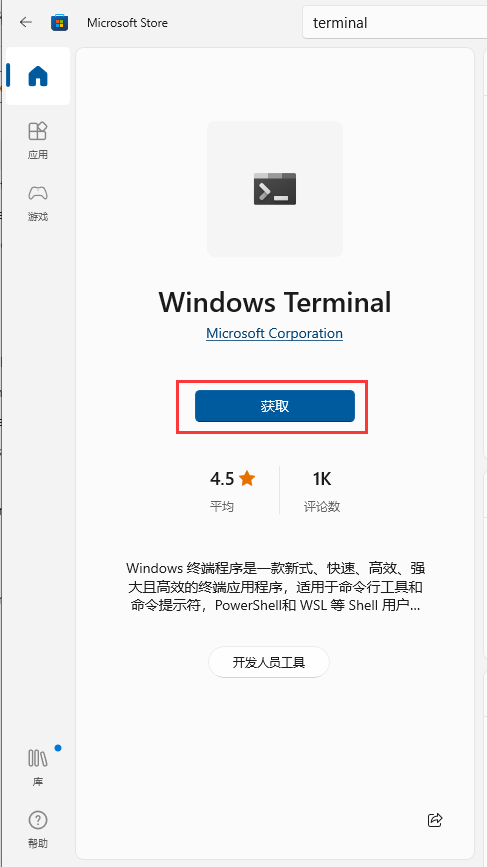 Microsoft Store
terminal
应用
游戏
Windows Terminal
Microsoft Corporation
获取
4.5
1K
平均
评论数
Windows 终端程序是一款新式、快速、高效、强
大且高效的终端应用程序，适用于命令行工具和
命令提示符，PowerShell和 WSL 等 Shell 用户...
开发人员工具
库
帮助